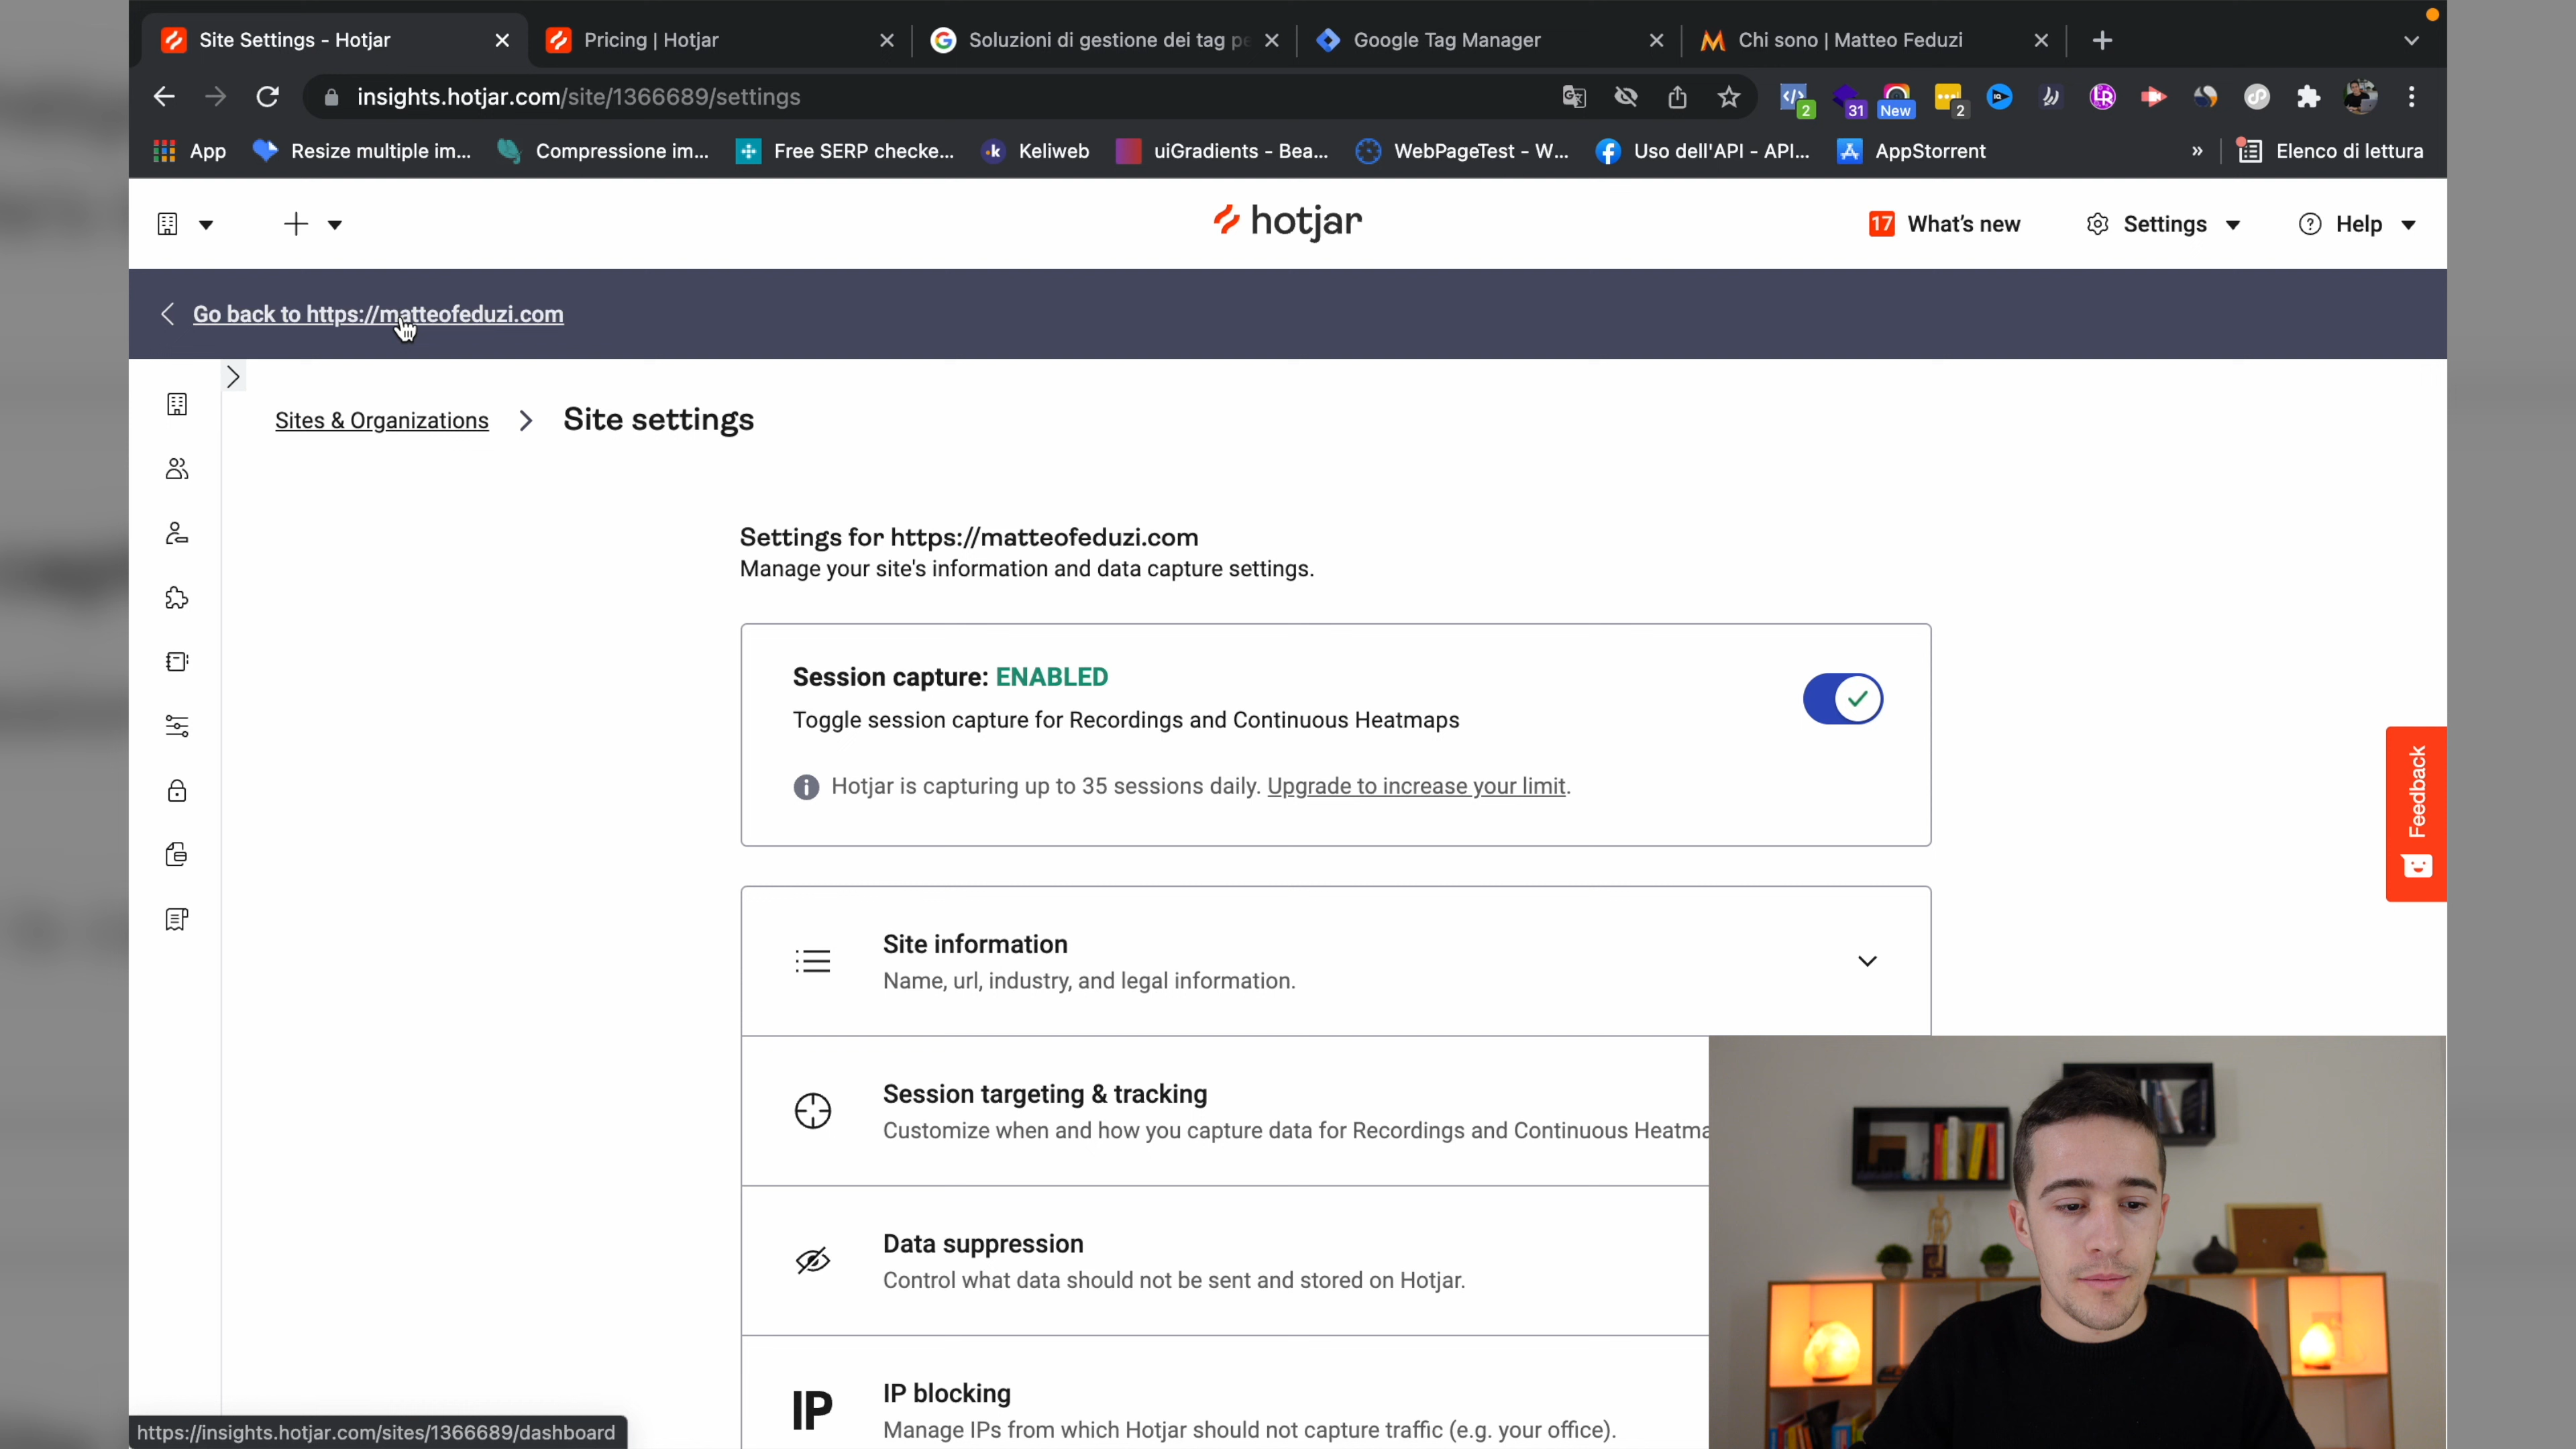 Site Settings - Hotjar
Pricing | Hotjar
Soluzioni di gestione dei tag pe
Google Tag Manager
Chi sono | Matteo Feduzi
insights.hotjar.com/site/1366689/settings
2
31
New
2
App
Resize multiple im...
Compressione im...
Free SERP checke...
Keliweb
uiGradients - Bea...
WebPageTest - W...
Uso dell'API - API...
AppStorrent
»
Elenco di lettura
hotjar
17 What's new
Settings
Help
Go back to https://matteofeduzi.com
Sites & Organizations
Site settings
Settings for https://matteofeduzi.com
Manage your site's information and data capture settings.
Session capture: ENABLED
Toggle session capture for Recordings and Continuous Heatmaps
Hotjar is capturing up to 35 sessions daily. Upgrade to increase your limit.
Feedback
Site information
Name, url, industry, and legal information.
Session targeting & tracking
Customize when and how you capture data for Recordings and Continuous Heatma
Data suppression
Control what data should not be sent and stored on Hotjar.
IP
IP blocking
Manage IPs from which Hotjar should not capture traffic (e.g. your office).
https://insights.hotjar.com/sites/1366689/dashboard